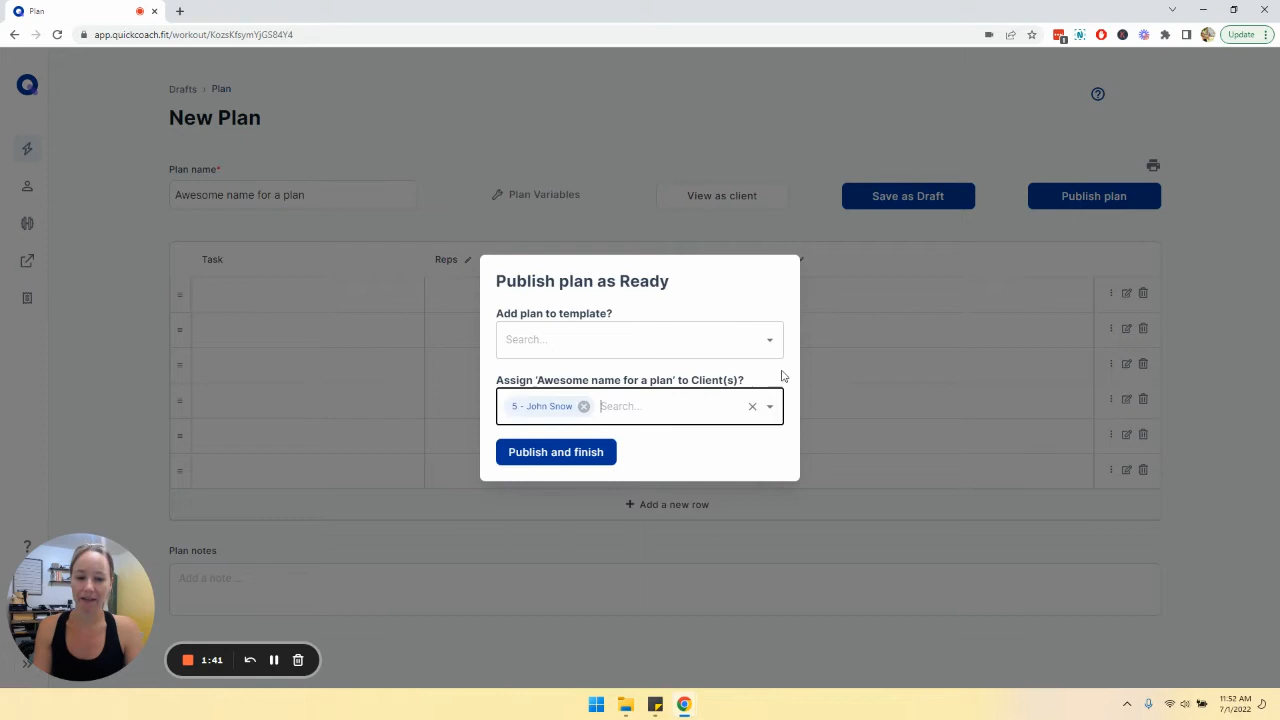 Plan
app.quickcoach.fit/workout/KozsKfsymYjGS84Y4
Update
Drafts › Plan
New Plan
Plan name*
Awesome name for a plan
Plan Variables
View as client
Save as Draft
Publish plan
Task
Reps
Publish plan as Ready
Add plan to template?
Search...
Assign 'Awesome name for a plan' to Client(s)?
5 - John Snow
Search...
Publish and finish
+ Add a new row
Plan notes
Add a note ...
1:41
11:52 AM
7/1/2022